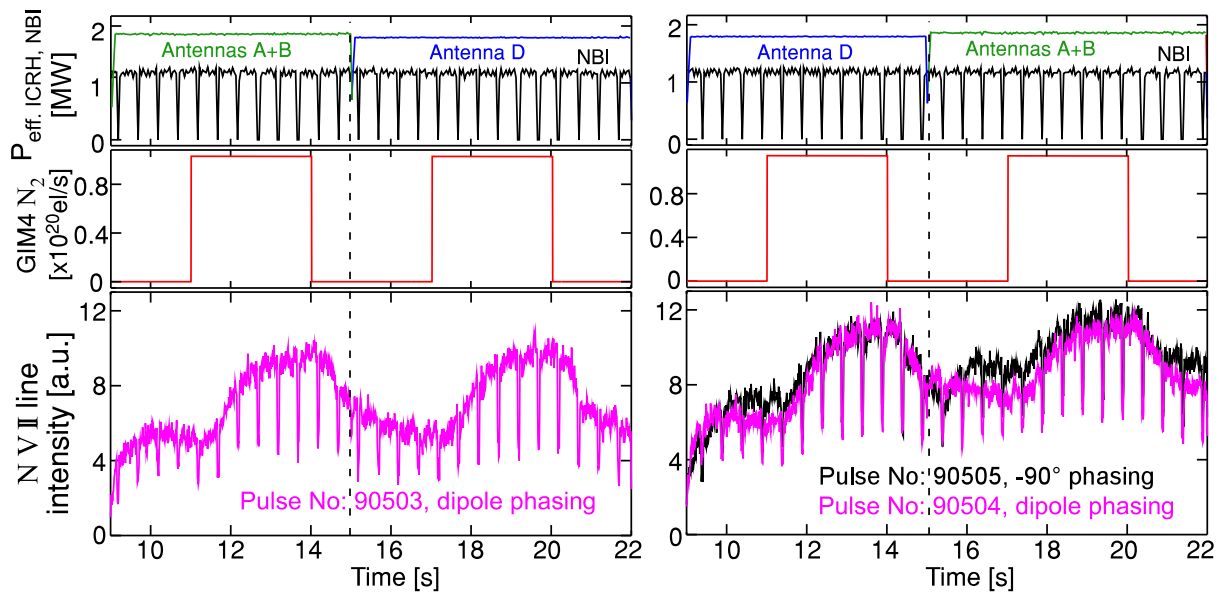 P eff. ICRH, NBI
[MW]
2
1
0
Antennas A+B
Antenna D
NBI
GIM4 N2
[x10^20el/s]
0.8
0.4
0
N VII line
intensity [a.u.]
12
8
4
0
Pulse No: 90503, dipole phasing
10 12 14 16 18 20 22
Time [s]
2
1
0
Antenna D
Antennas A+B
NBI
0.8
0.4
0
12
8
4
0
Pulse No: 90505, -90° phasing
Pulse No: 90504, dipole phasing
10 12 14 16 18 20 22
Time [s]